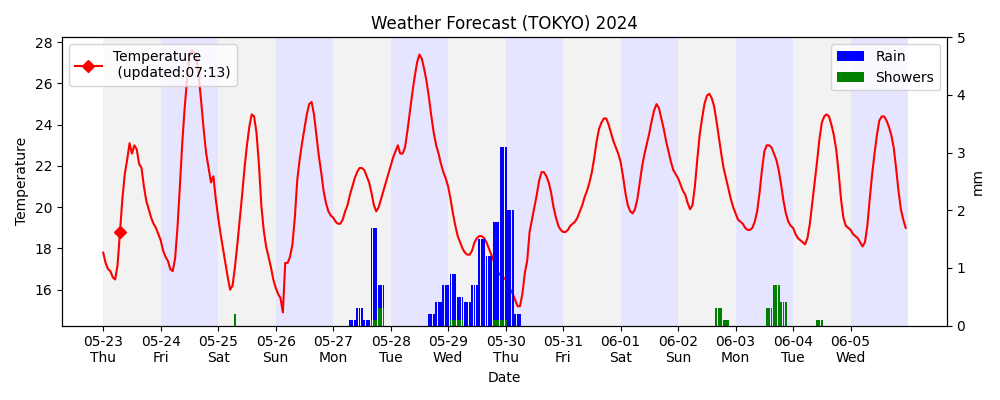 Weather Forecast (TOKYO) 2024
Temperature
(updated:07:13)
Rain
Showers
28
26
24
22
20
18
16
Temperature
5
4
3
2
1
0
mm
05-23 05-24 05-25 05-26 05-27 05-28 05-29 05-30 05-31 06-01 06-02 06-03 06-04 06-05
Thu Fri Sat Sun Mon Tue Wed Thu Fri Sat Sun Mon Tue Wed
Date